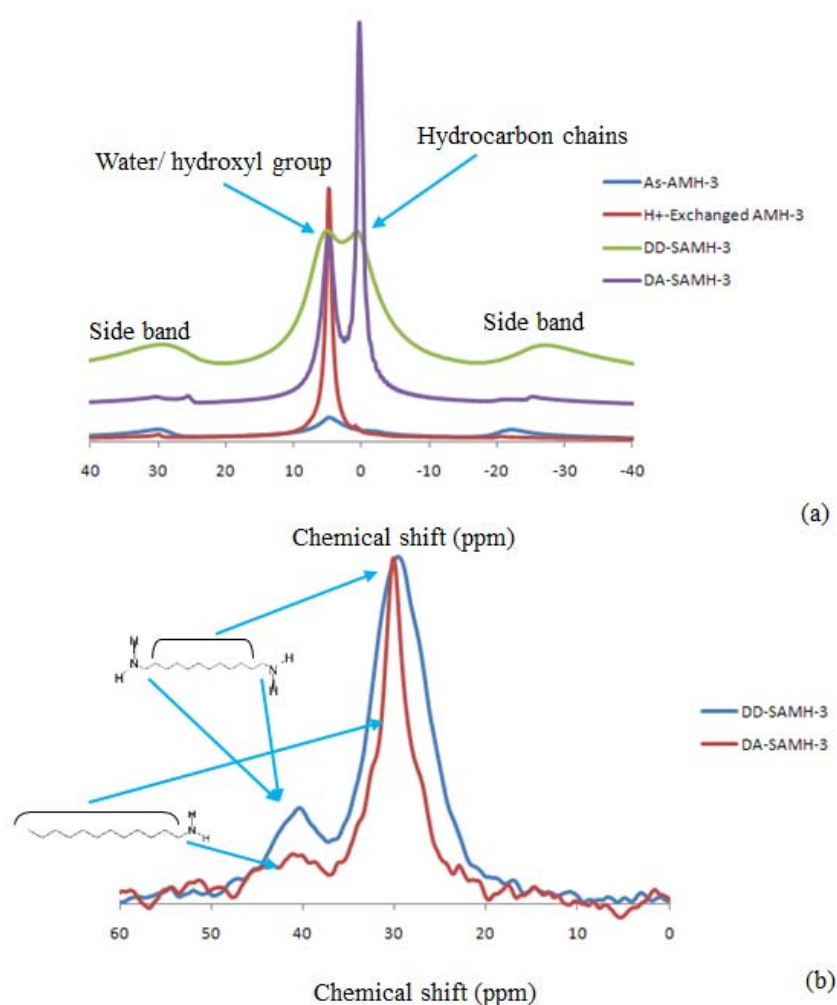 Water/ hydroxyl group
Hydrocarbon chains
As-AMH-3
H+-Exchanged AMH-3
DD-SAMH-3
DA-SAMH-3
Side band
Side band
40 30 20 10 0 -10 -20 -30 -40
(a)
Chemical shift (ppm)
H
N H
H N
H
DD-SAMH-3
DA-SAMH-3
H
N H
60 50 40 30 20 10 0
(b)
Chemical shift (ppm)